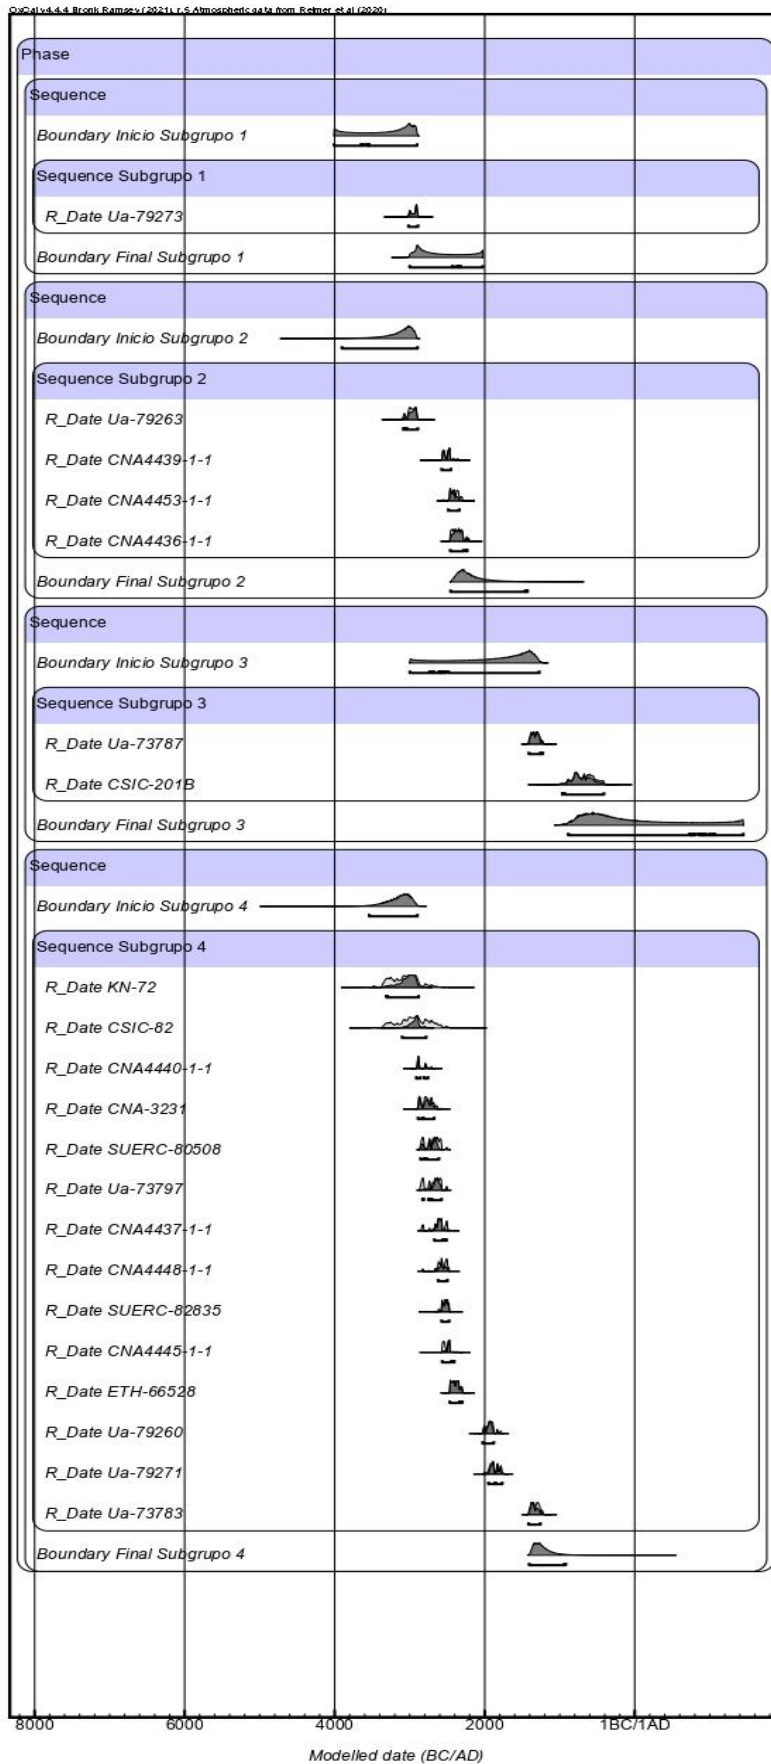 OxCal v4.4.4 Bronk Ramsey (2021); r:5 Atmospheric data from Reimer et al (2020)
Phase
Sequence
Boundary Inicio Subgrupo 1
Sequence Subgrupo 1
R_Date Ua-79273
Boundary Final Subgrupo 1
Sequence
Boundary Inicio Subgrupo 2
Sequence Subgrupo 2
R_Date Ua-79263
R_Date CNA4439-1-1
R_Date CNA4453-1-1
R_Date CNA4436-1-1
Boundary Final Subgrupo 2
Sequence
Boundary Inicio Subgrupo 3
Sequence Subgrupo 3
R_Date Ua-73787
R_Date CSIC-201B
Boundary Final Subgrupo 3
Sequence
Boundary Inicio Subgrupo 4
Sequence Subgrupo 4
R_Date KN-72
R_Date CSIC-82
R_Date CNA4440-1-1
R_Date CNA-3231
R_Date SUERC-80508
R_Date Ua-73797
R_Date CNA4437-1-1
R_Date CNA4448-1-1
R_Date SUERC-82835
R_Date CNA4445-1-1
R_Date ETH-66528
R_Date Ua-79260
R_Date Ua-79271
R_Date Ua-73783
Boundary Final Subgrupo 4
8000 6000 4000 2000 1BC/1AD
Modelled date (BC/AD)